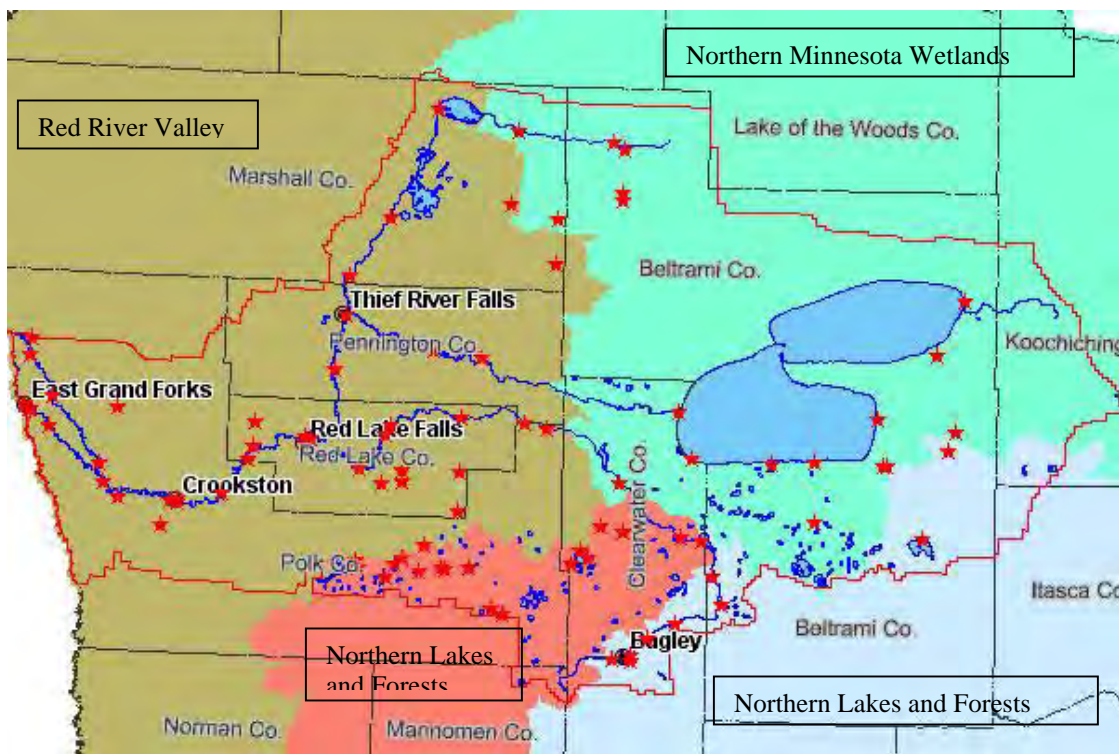 Northern Minnesota Wetlands
Red River Valley
Lake of the Woods Co.
Marshall Co.
Beltrami Co.
Thief River Falls
Pennington Co.
Koochiching
East Grand Forks
Red Lake Falls
Red Lake Co.
Crookston
Clearwater Co.
Polk Co.
Itasca Co
Beltrami Co.
Bagley
Northern Lakes
and Forests
Northern Lakes and Forests
Norman Co.
Mahnomen Co.